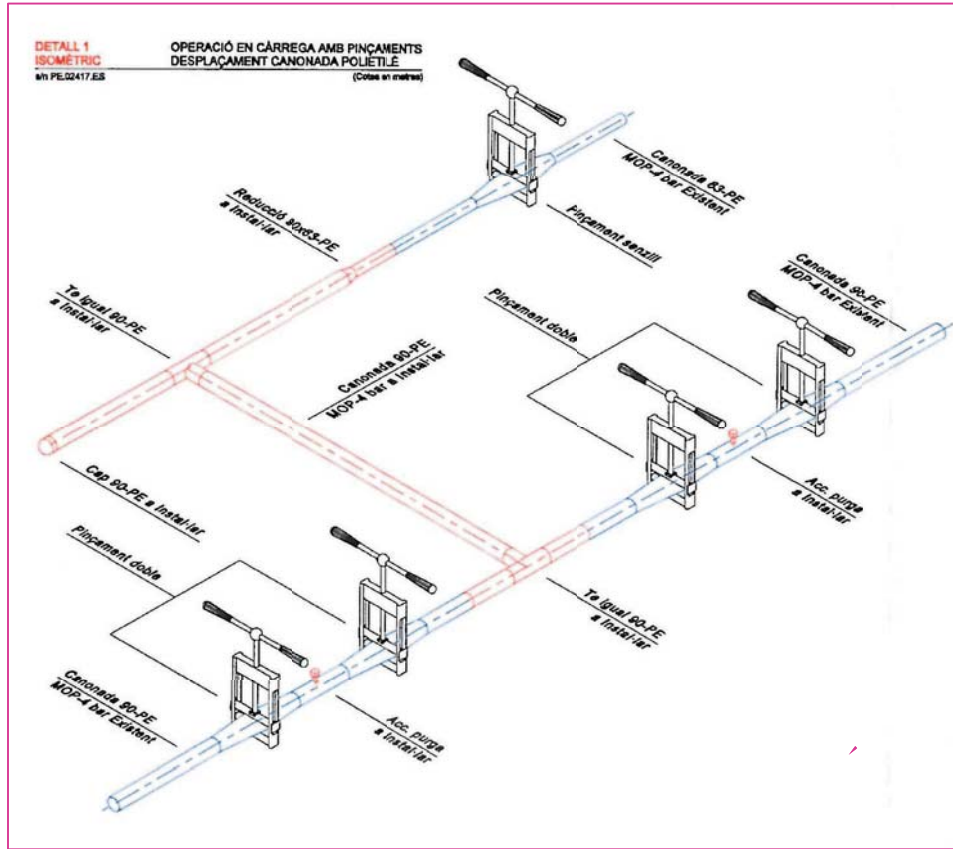 DETALL 1
ISOMÈTRIC
s/n PE.02417.ES
OPERACIÓ EN CÀRREGA AMB PINÇAMENTS
DESPLAÇAMENT CANONADA POLIETILÈ
(Cotes en metres)
Canonada 63-PE
MOP-4 bar Existent
Reducció 90x63-PE
a instal·lar
Pinçament senzill
Canonada 90-PE
MOP-4 bar Existent
Te igual 90-PE
a instal·lar
Pinçament doble
Canonada 90-PE
MOP-4 bar a instal·lar
Cap 90-PE a instal·lar
Acc. purga
a instal·lar
Pinçament doble
Te igual 90-PE
a instal·lar
Canonada 90-PE
MOP-4 bar Existent
Acc. purga
a instal·lar